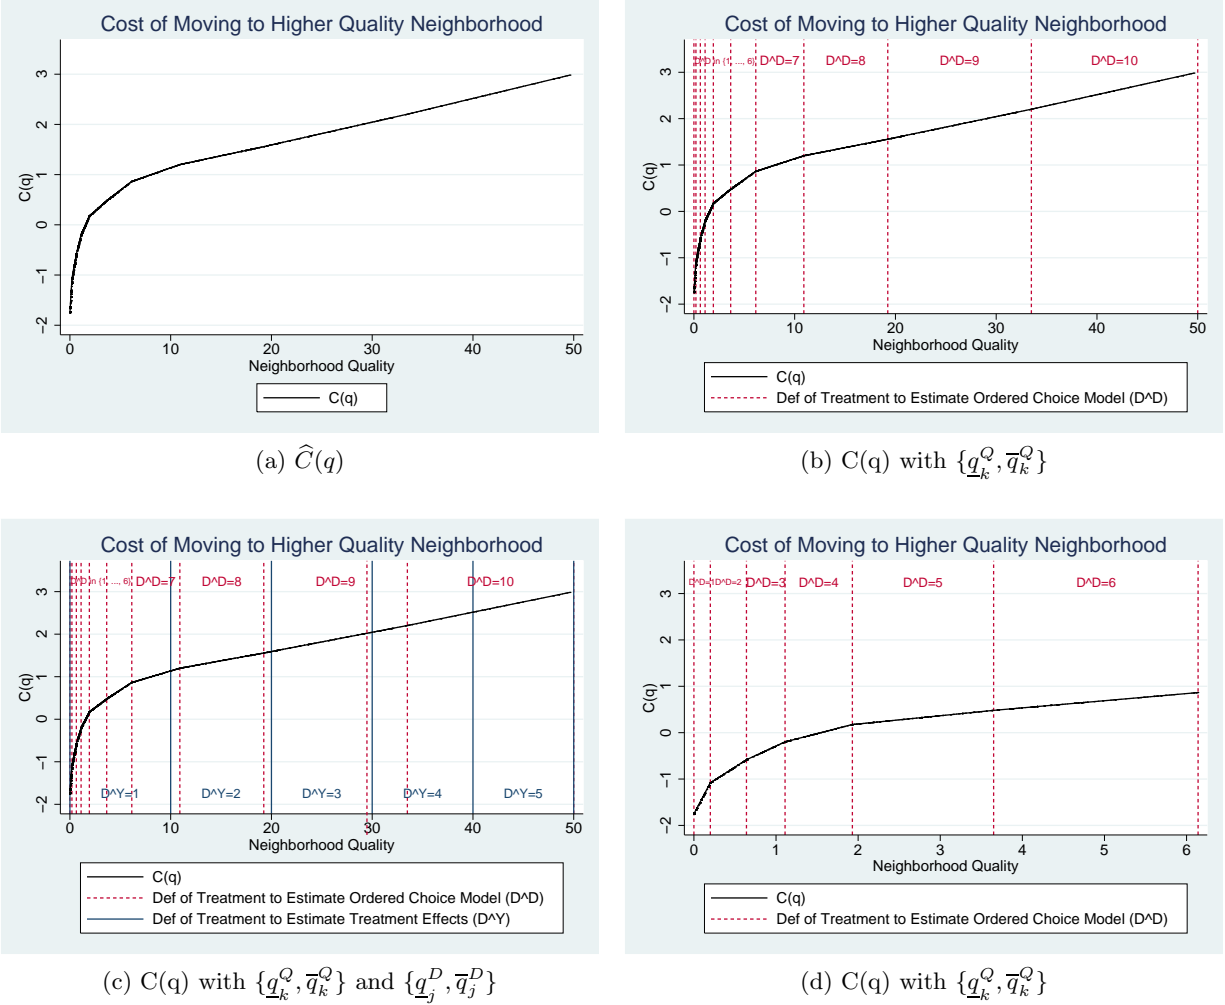 Cost of Moving to Higher Quality Neighborhood
C(q)
3
2
1
0
−1
−2
0 10 20 30 40 50
Neighborhood Quality
C(q)
(a) Ĉ(q)
Cost of Moving to Higher Quality Neighborhood
D^D in {1, ..., 6} D^D=7 D^D=8 D^D=9 D^D=10
C(q)
3
2
1
0
−1
−2
0 10 20 30 40 50
Neighborhood Quality
C(q)
Def of Treatment to Estimate Ordered Choice Model (D^D)
(b) C(q) with {q̲_k^Q, q̅_k^Q}
Cost of Moving to Higher Quality Neighborhood
D^D in {1, ..., 6} D^D=7 D^D=8 D^D=9 D^D=10
C(q)
3
2
1
0
−1
−2
D^Y=1 D^Y=2 D^Y=3 D^Y=4 D^Y=5
0 10 20 30 40 50
Neighborhood Quality
C(q)
Def of Treatment to Estimate Ordered Choice Model (D^D)
Def of Treatment to Estimate Treatment Effects (D^Y)
(c) C(q) with {q̲_k^Q, q̅_k^Q} and {q̲_j^D, q̅_j^D}
Cost of Moving to Higher Quality Neighborhood
D^D=1 D^D=2 D^D=3 D^D=4 D^D=5 D^D=6
C(q)
3
2
1
0
−1
−2
0 1 2 3 4 5 6
Neighborhood Quality
C(q)
Def of Treatment to Estimate Ordered Choice Model (D^D)
(d) C(q) with {q̲_k^Q, q̅_k^Q}